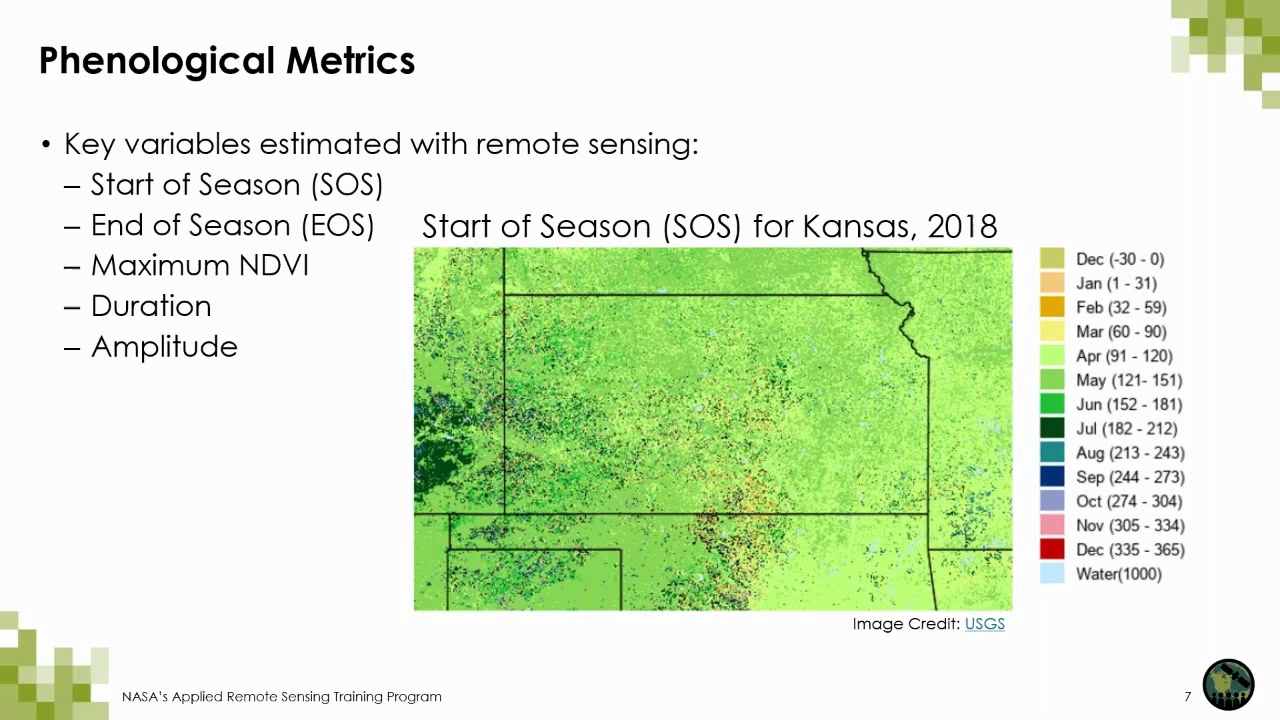 Phenological Metrics
• Key variables estimated with remote sensing:
– Start of Season (SOS)
– End of Season (EOS)
– Maximum NDVI
– Duration
– Amplitude
Start of Season (SOS) for Kansas, 2018
Dec (-30 - 0)
Jan (1 - 31)
Feb (32 - 59)
Mar (60 - 90)
Apr (91 - 120)
May (121- 151)
Jun (152 - 181)
Jul (182 - 212)
Aug (213 - 243)
Sep (244 - 273)
Oct (274 - 304)
Nov (305 - 334)
Dec (335 - 365)
Water(1000)
Image Credit: USGS
NASA's Applied Remote Sensing Training Program
7